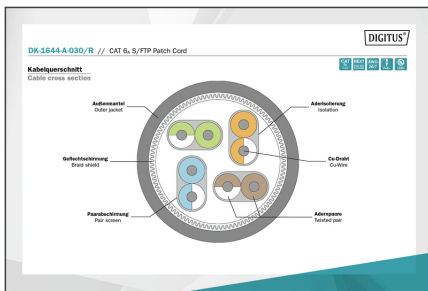 DIGITUS®
DK-1644-A-030/R // CAT 6A S/FTP Patch Cord
Kabelquerschnitt
Cable cross section
Außenmantel
Outer jacket
Aderisolierung
Isolation
Geflechtschirmung
Braid shield
Cu-Draht
Cu-Wire
Paarabschirmung
Pair screen
Aderspaare
Twisted pair